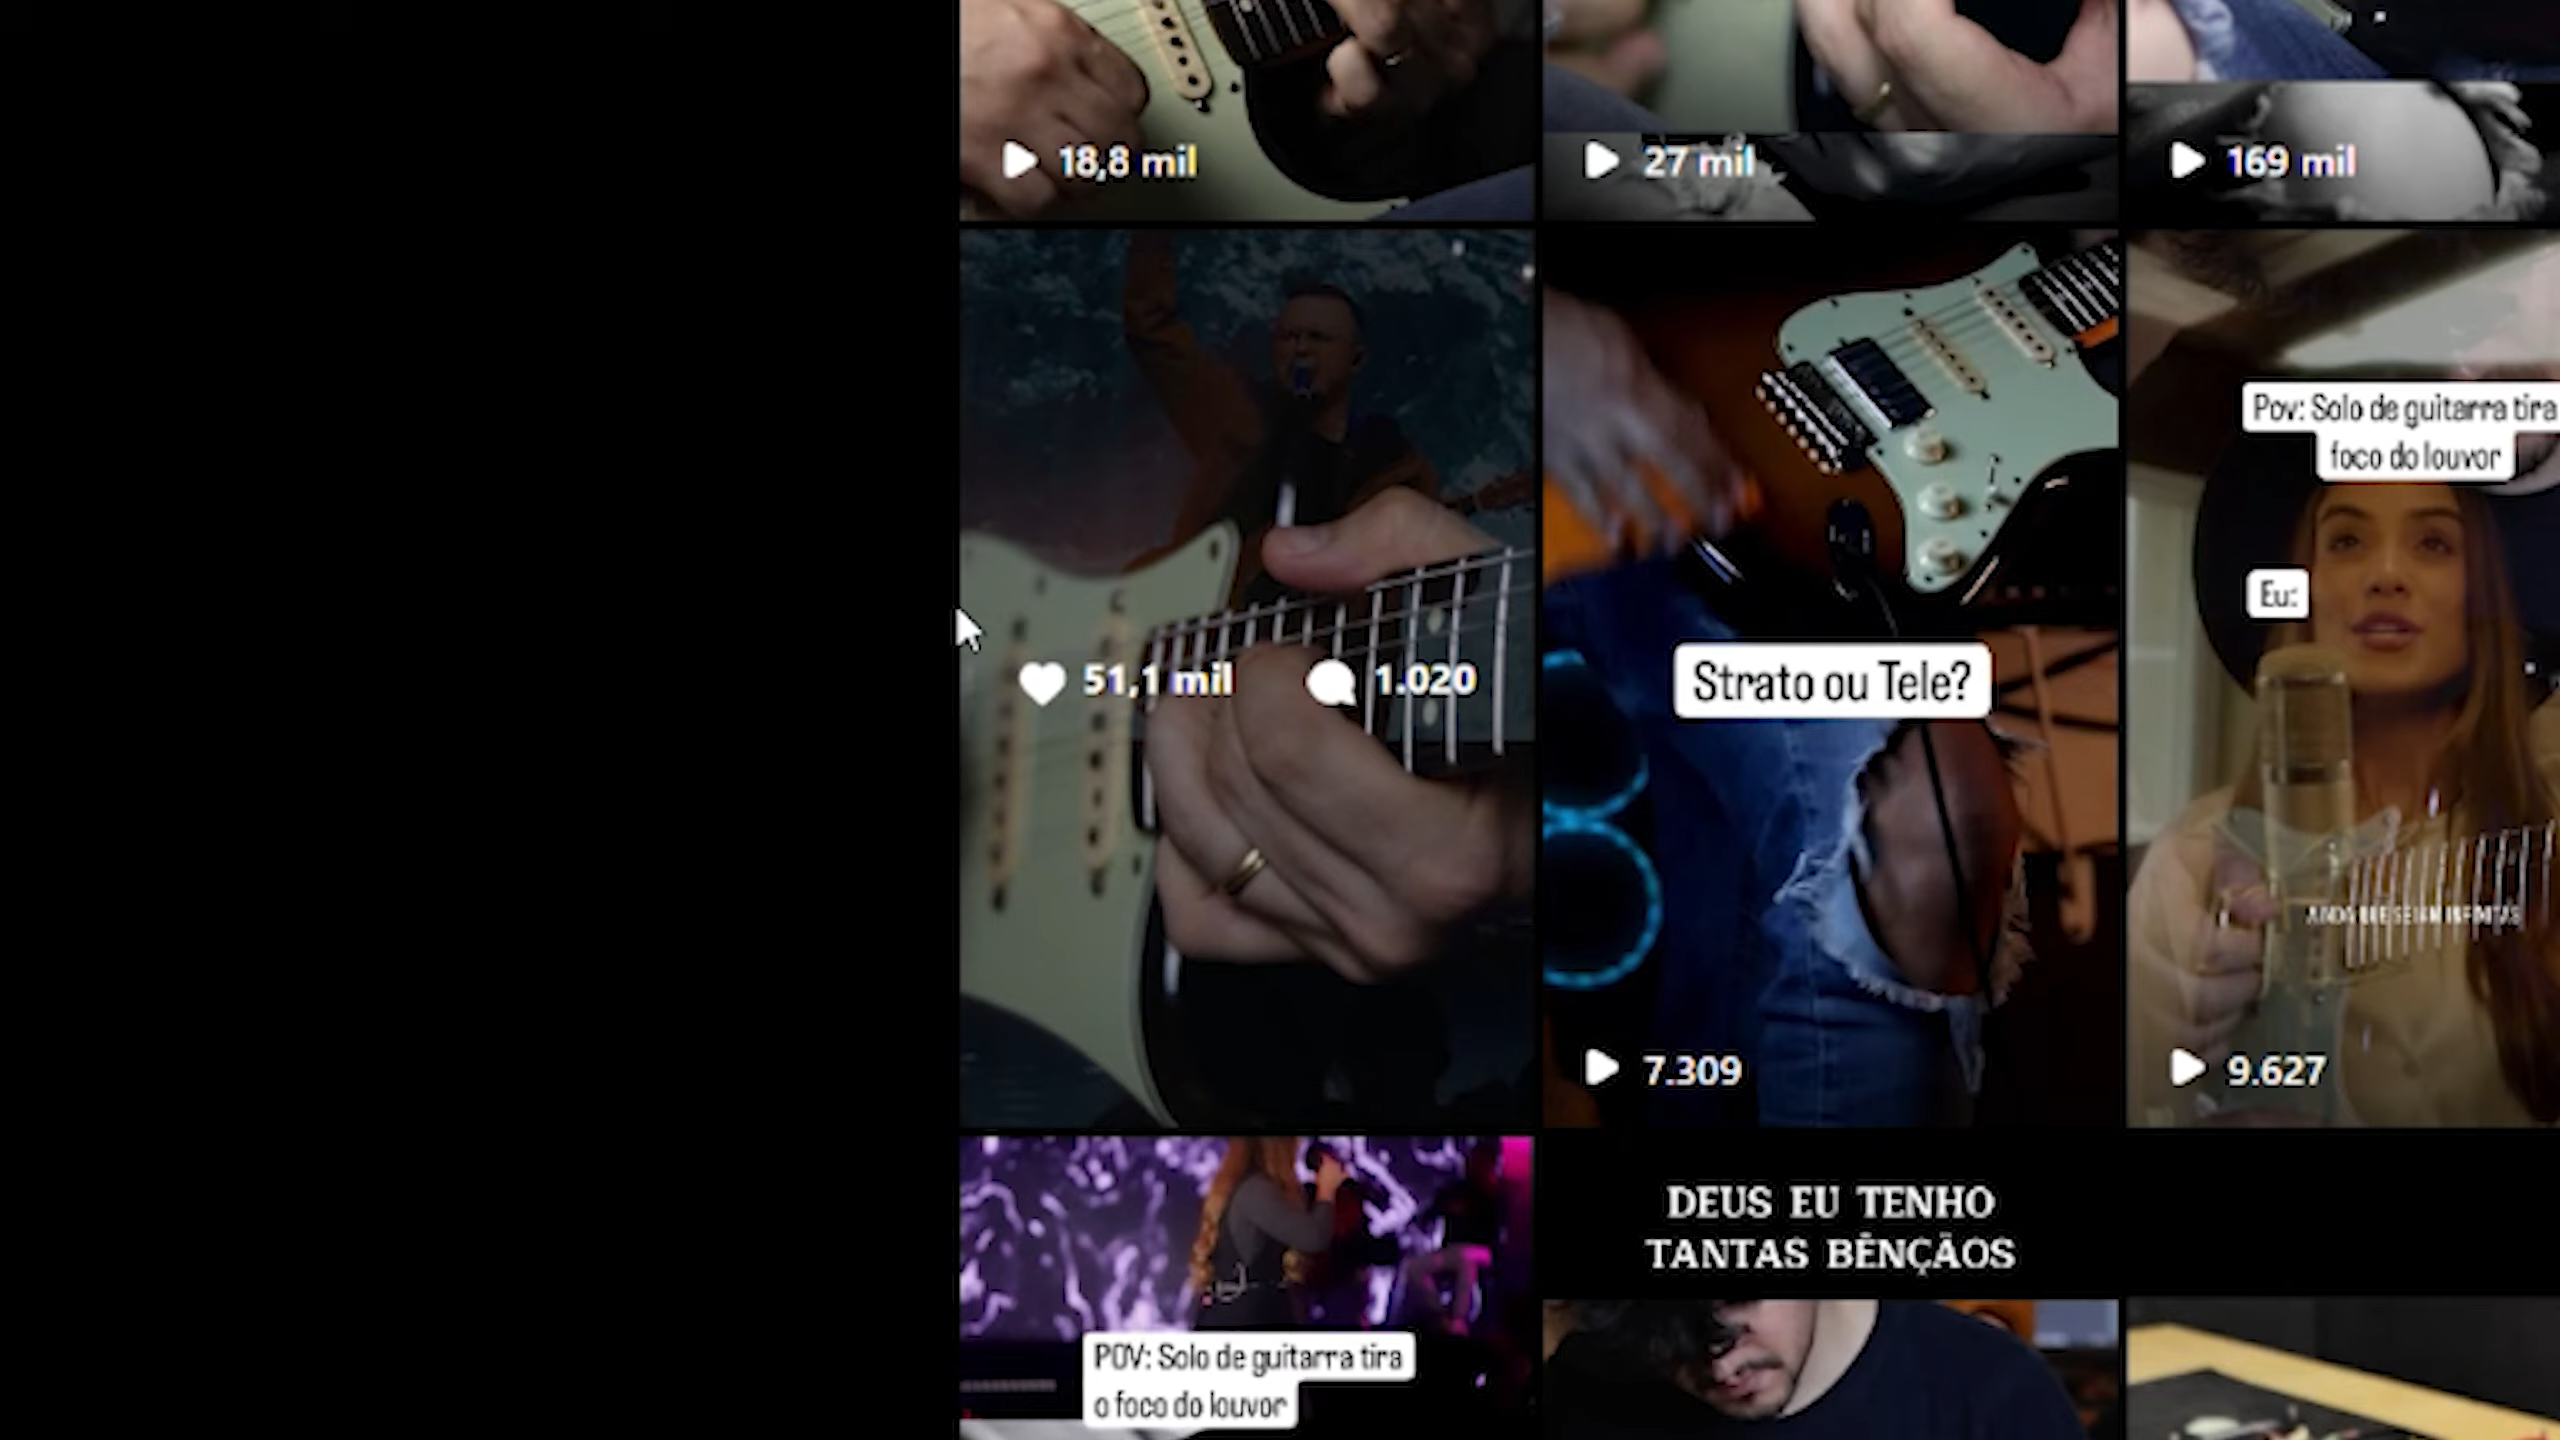 18,8 mil
27 mil
169 mil
Pov: Solo de guitarra tira
foco do louvor
Eu:
51,1 mil
1.020
Strato ou Tele?
7.309
9.627
DEUS EU TENHO
TANTAS BÊNÇÃOS
POV: Solo de guitarra tira
o foco do louvor